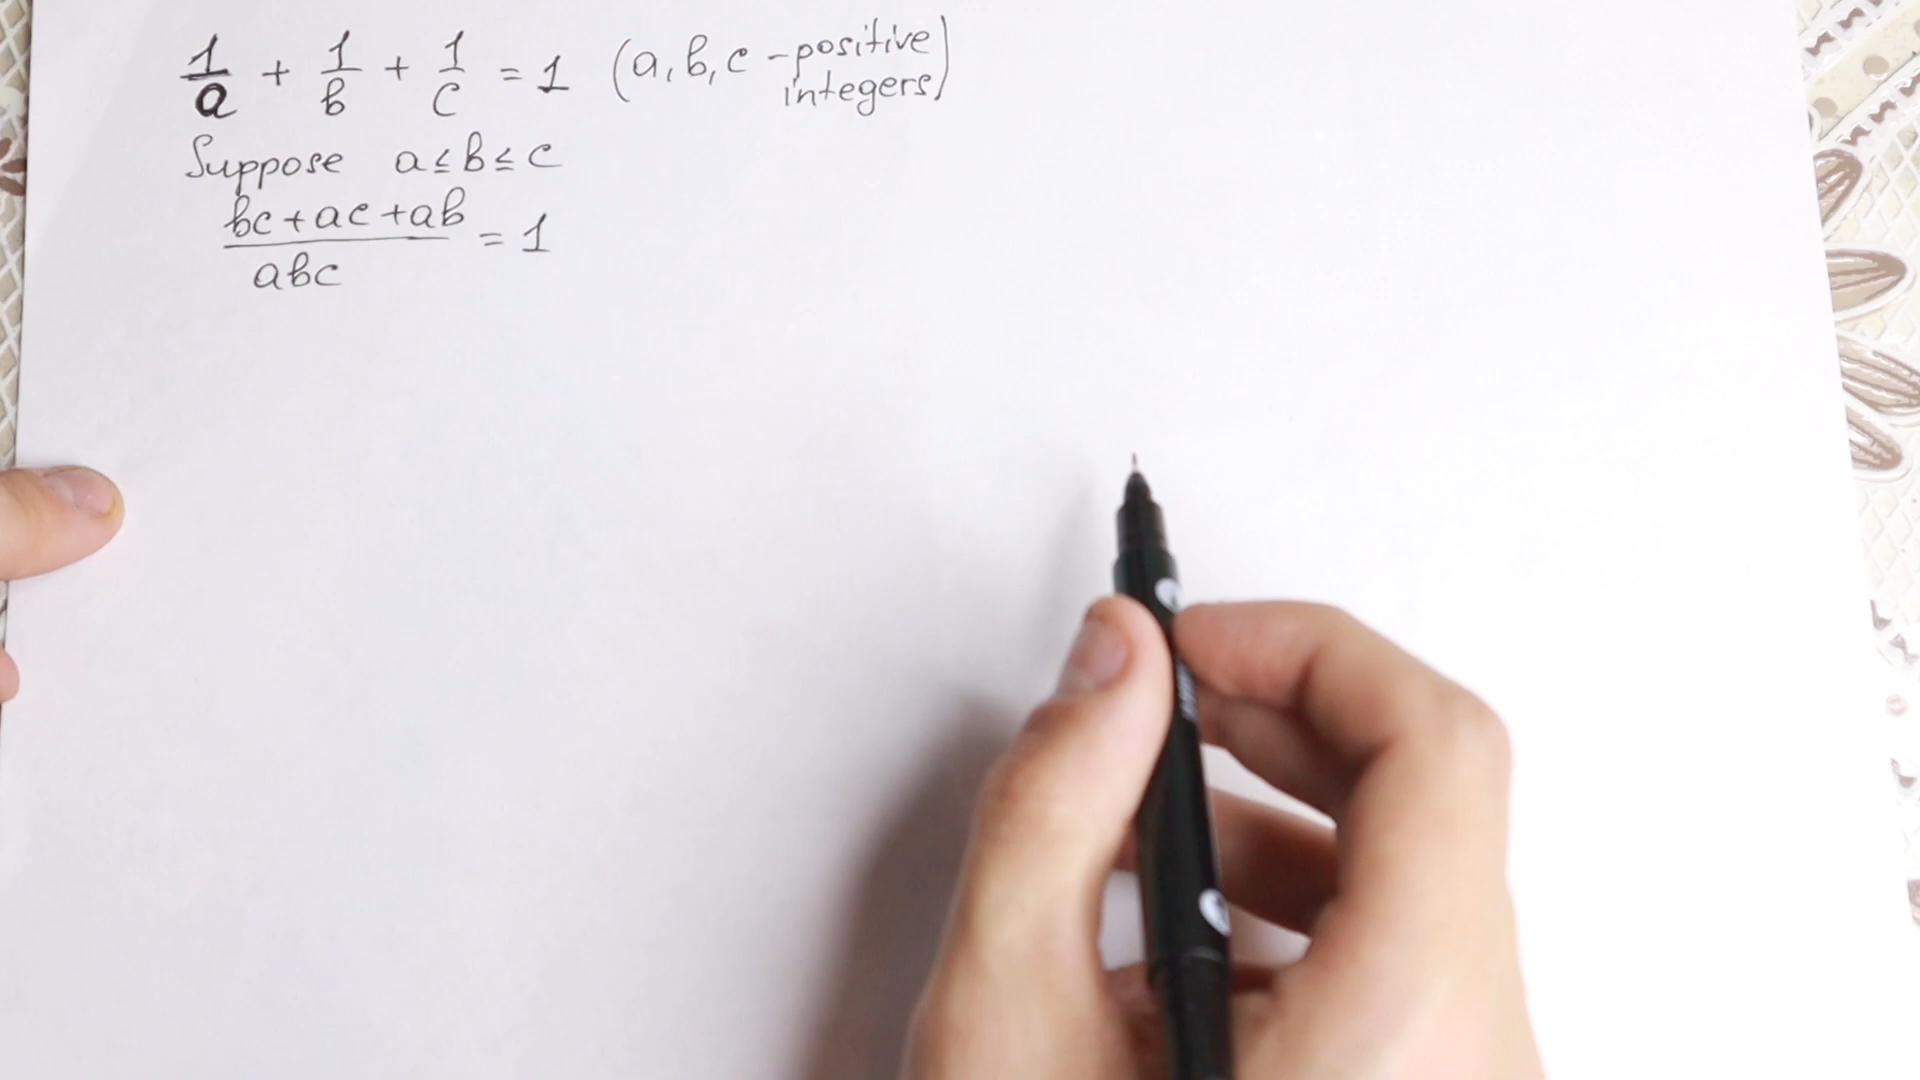 1/a + 1/b + 1/c = 1 (a, b, c - positive integers)
Suppose a ≤ b ≤ c
(bc + ac + ab)/abc = 1